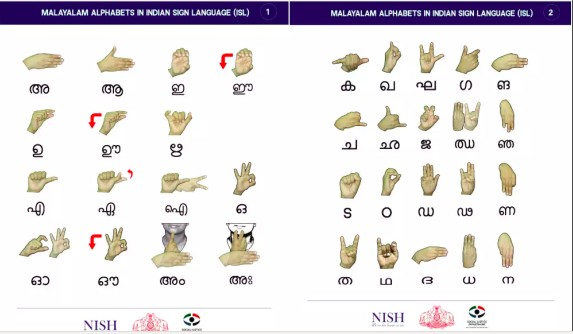 MALAYALAM ALPHABETS IN INDIAN SIGN LANGUAGE (ISL) 1
അ ആ ഇ ഈ
ഉ ഊ ഋ
എ ഏ ഐ ഒ
ഓ ഔ അം അഃ
NISH
MALAYALAM ALPHABETS IN INDIAN SIGN LANGUAGE (ISL) 2
ക ഖ ഘ ഗ ങ
ച ഛ ജ ഝ ഞ
ട ഠ ഡ ഢ ണ
ത ഥ ദ ധ ന
NISH